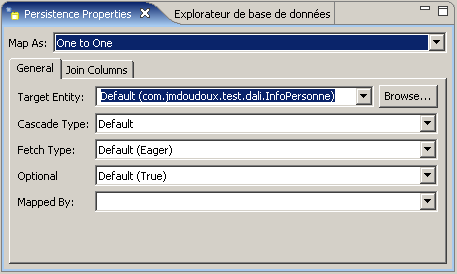 Persistence Properties Explorateur de base de données
Map As: One to One
General Join Columns
Target Entity: Default (com.jmdoudoux.test.dali.InfoPersonne) Browse...
Cascade Type: Default
Fetch Type: Default (Eager)
Optional Default (True)
Mapped By: